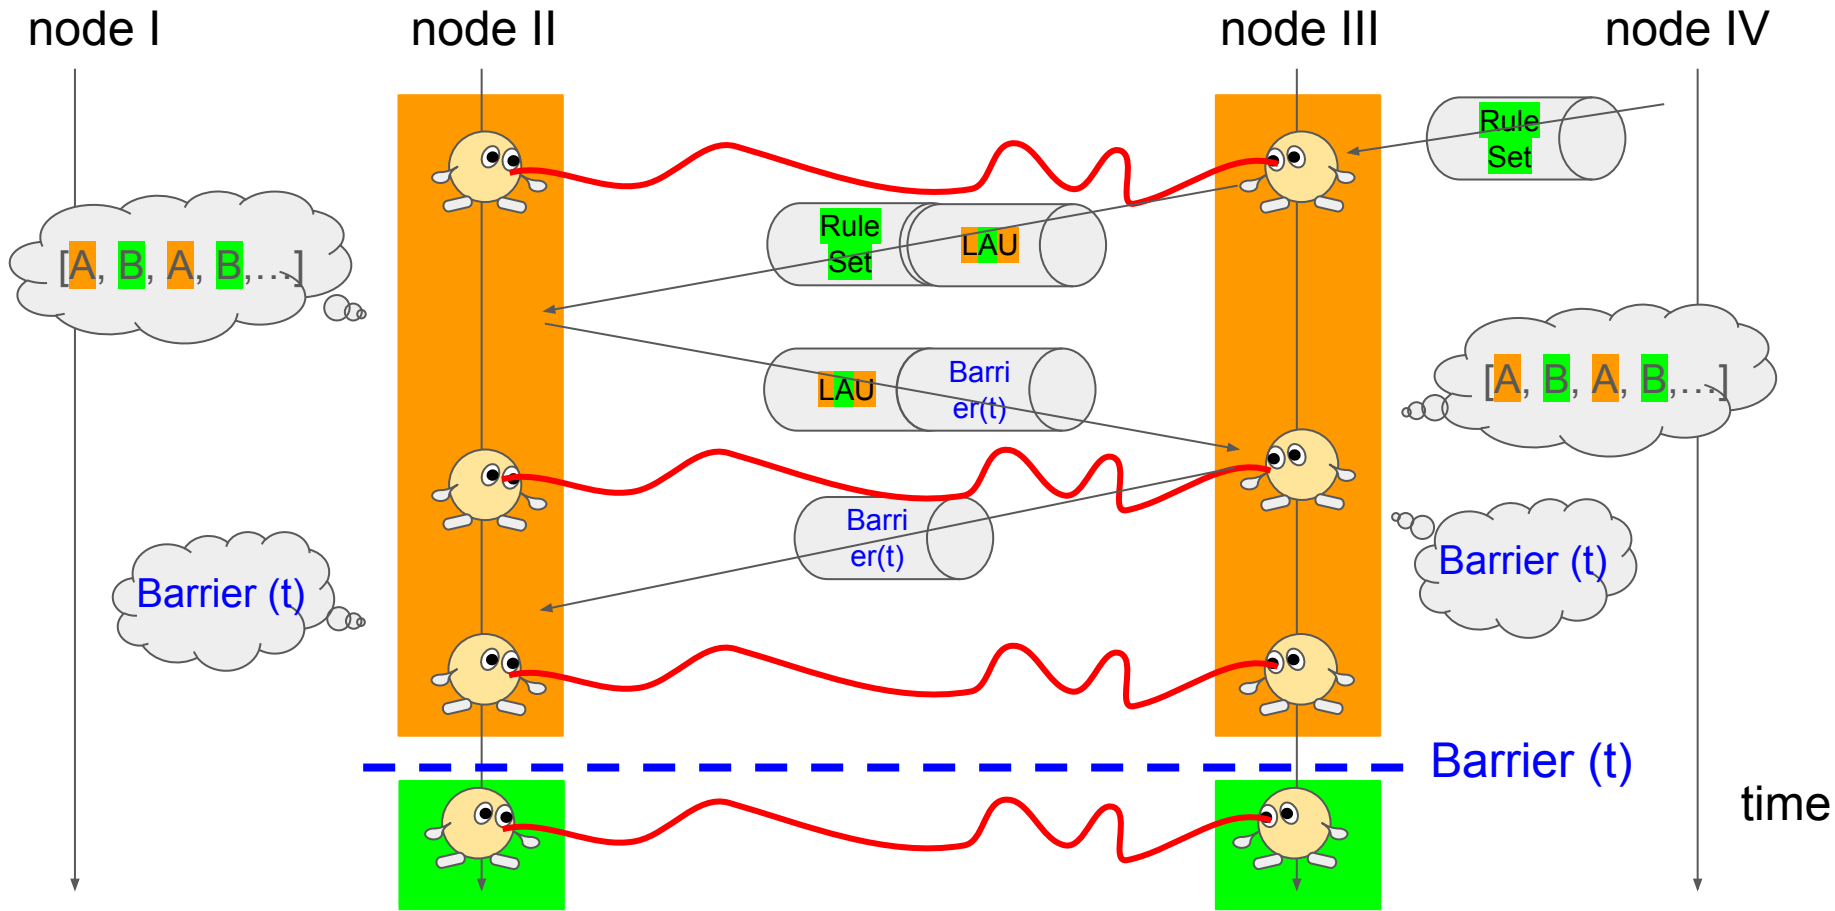 node I
node II
node III
node IV
Rule
Set
Rule
Set
LAU
[A, B, A, B,…]
LAU
Barri
er(t)
[A, B, A, B,…]
Barri
er(t)
Barrier (t)
Barrier (t)
Barrier (t)
time